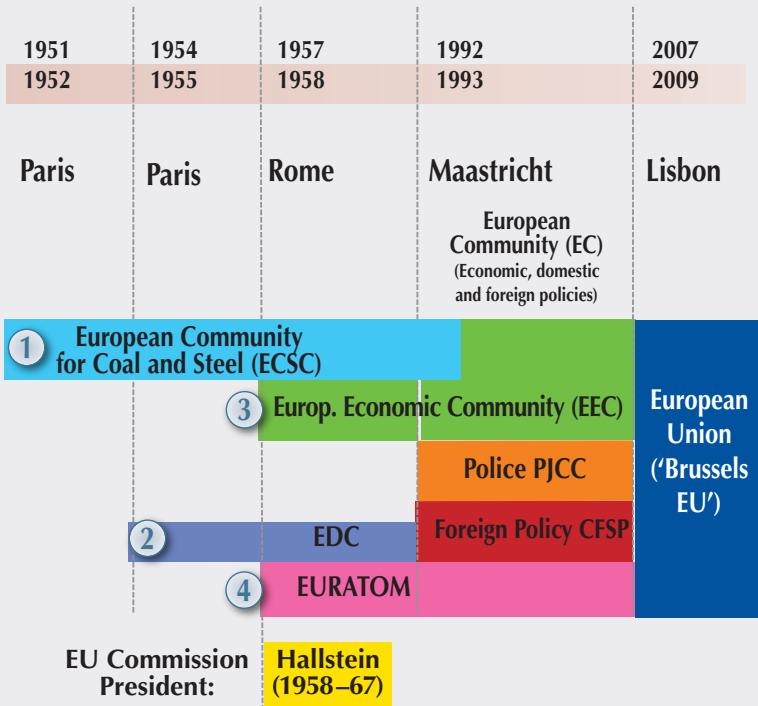 1951 1954 1957 1992 2007
1952 1955 1958 1993 2009
Paris Paris Rome Maastricht Lisbon
European
Community (EC)
(Economic, domestic
and foreign policies)
1 European Community
for Coal and Steel (ECSC)
3 Europ. Economic Community (EEC)
European
Union
('Brussels
EU')
Police PJCC
2 EDC Foreign Policy CFSP
4 EURATOM
EU Commission
President:
Hallstein
(1958–67)